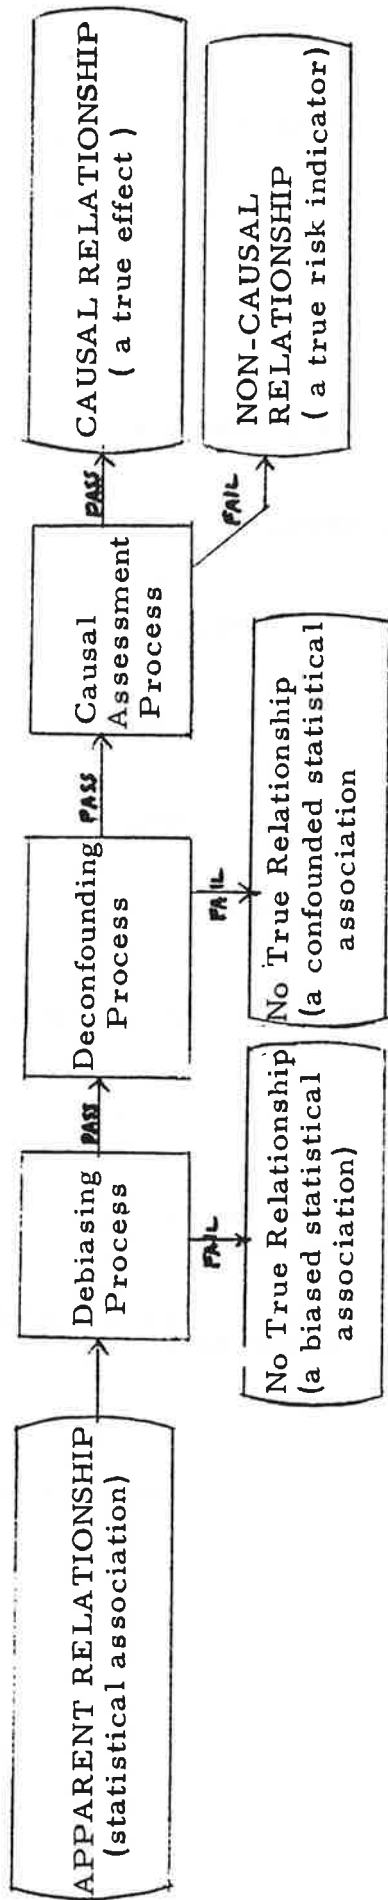 APPARENT RELATIONSHIP
(statistical association)
Debiasing
Process
PASS
FAIL
No True Relationship
(a biased statistical
association)
Deconfounding
Process
PASS
FAIL
No True Relationship
(a confounded statistical
association
Causal
Assessment
Process
PASS
FAIL
CAUSAL RELATIONSHIP
( a true effect )
NON-CAUSAL
RELATIONSHIP
( a true risk indicator)